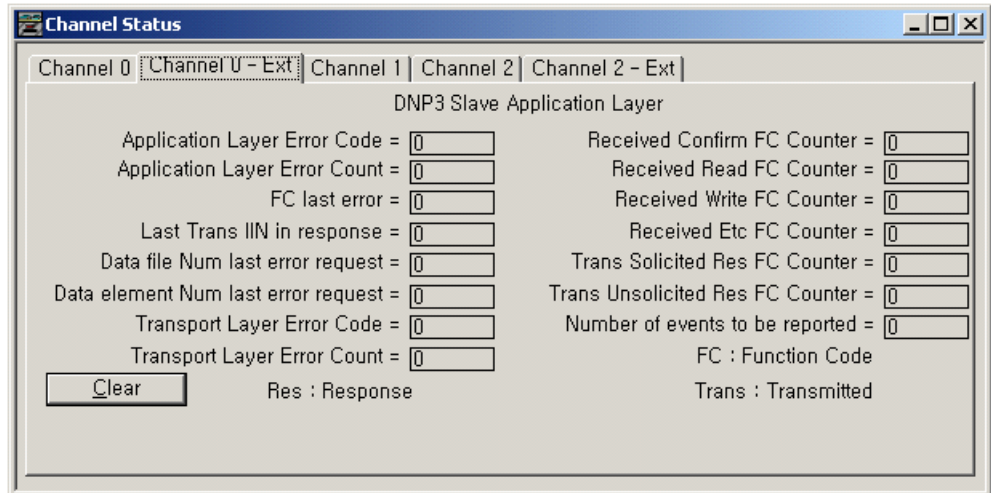 Channel Status
Channel 0 Channel 0 - Ext Channel 1 Channel 2 Channel 2 - Ext
DNP3 Slave Application Layer
Application Layer Error Code = 0 Received Confirm FC Counter = 0
Application Layer Error Count = 0 Received Read FC Counter = 0
FC last error = 0 Received Write FC Counter = 0
Last Trans IIN in response = 0 Received Etc FC Counter = 0
Data file Num last error request = 0 Trans Solicited Res FC Counter = 0
Data element Num last error request = 0 Trans Unsolicited Res FC Counter = 0
Transport Layer Error Code = 0 Number of events to be reported = 0
Transport Layer Error Count = 0 FC : Function Code
Clear Res : Response Trans : Transmitted